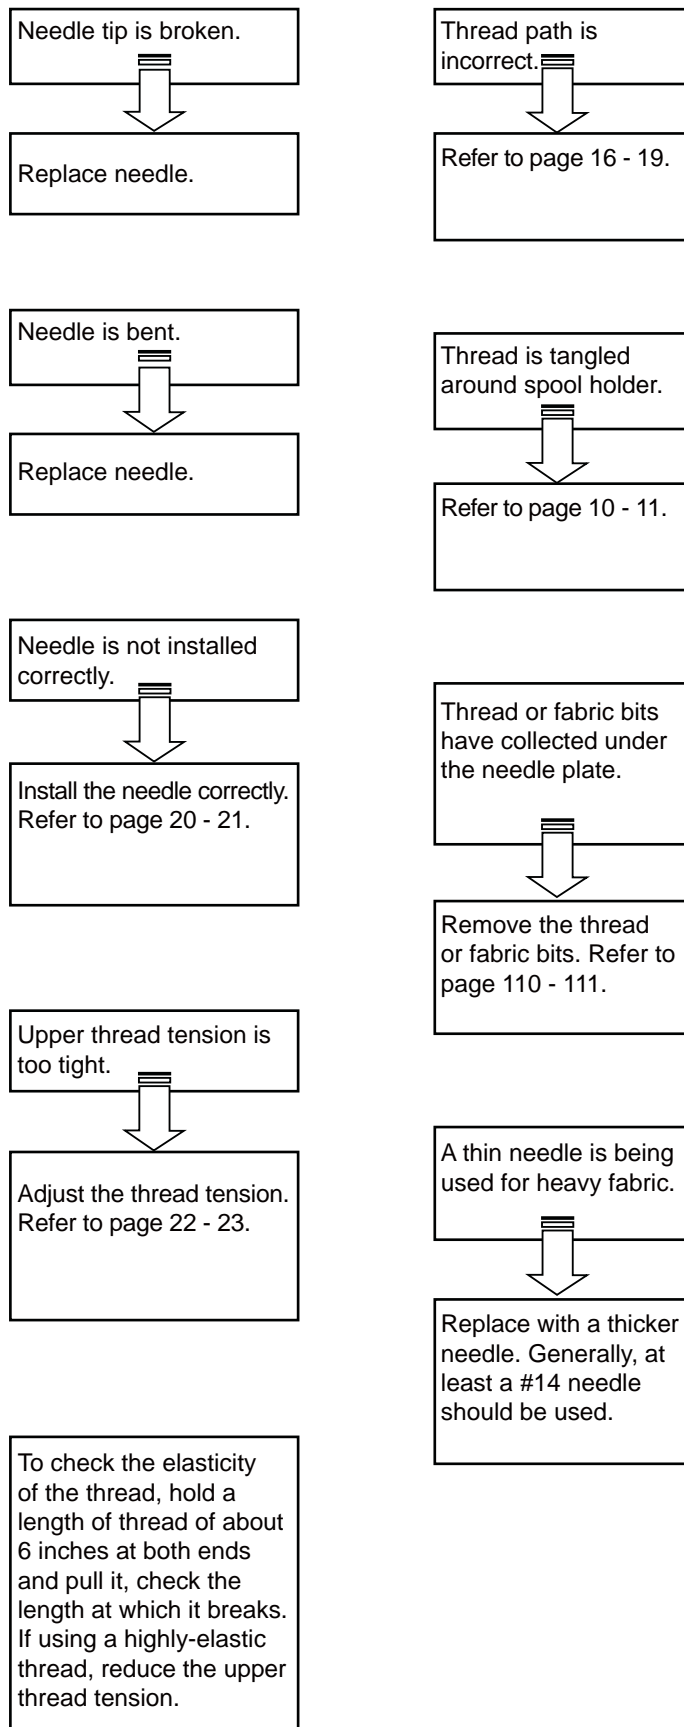 Needle tip is broken.
Replace needle.
Needle is bent.
Replace needle.
Needle is not installed
correctly.
Install the needle correctly.
Refer to page 20 - 21.
Upper thread tension is
too tight.
Adjust the thread tension.
Refer to page 22 - 23.
To check the elasticity
of the thread, hold a
length of thread of about
6 inches at both ends
and pull it, check the
length at which it breaks.
If using a highly-elastic
thread, reduce the upper
thread tension.
Thread path is
incorrect.
Refer to page 16 - 19.
Thread is tangled
around spool holder.
Refer to page 10 - 11.
Thread or fabric bits
have collected under
the needle plate.
Remove the thread
or fabric bits. Refer to
page 110 - 111.
A thin needle is being
used for heavy fabric.
Replace with a thicker
needle. Generally, at
least a #14 needle
should be used.